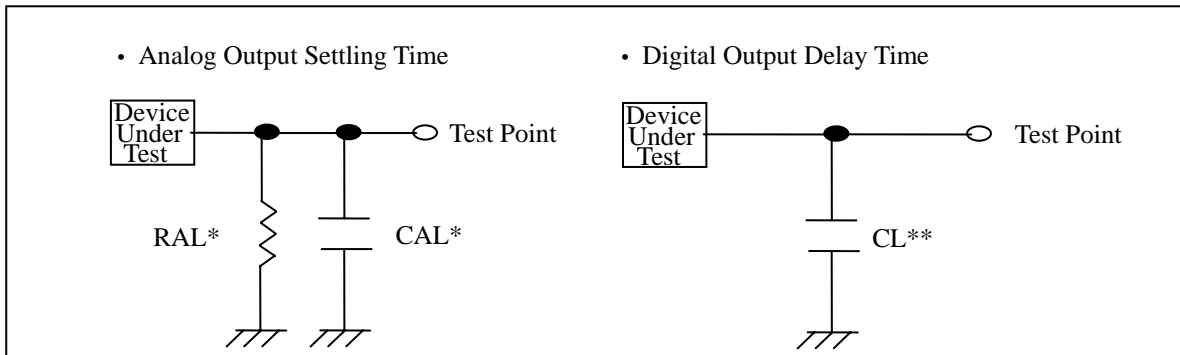 ・ Analog Output Settling Time
Device
Under
Test
Test Point
RAL*
CAL*
・ Digital Output Delay Time
Device
Under
Test
Test Point
CL**